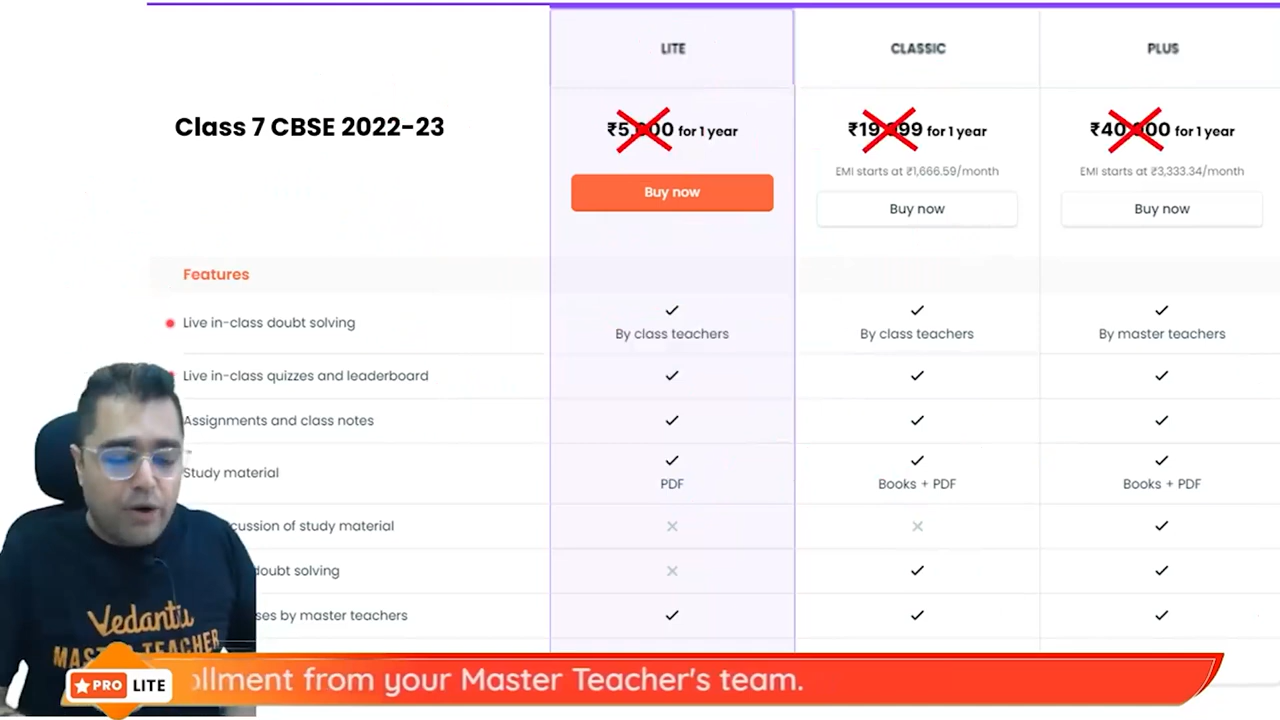 LITE
CLASSIC
PLUS
Class 7 CBSE 2022-23
for 1 year
for 1 year
for 1 year
EMI starts at ₹1,666.59/month
EMI starts at ₹3,333.34/month
Buy now
Buy now
Buy now
Features
Live in-class doubt solving
By class teachers
By class teachers
By master teachers
Live in-class quizzes and leaderboard
Assignments and class notes
Study material
PDF
Books + PDF
Books + PDF
of study material
doubt solving
by master teachers
Vedantu
MASTER TEACHER
PRO LITE
from your Master Teacher's team.